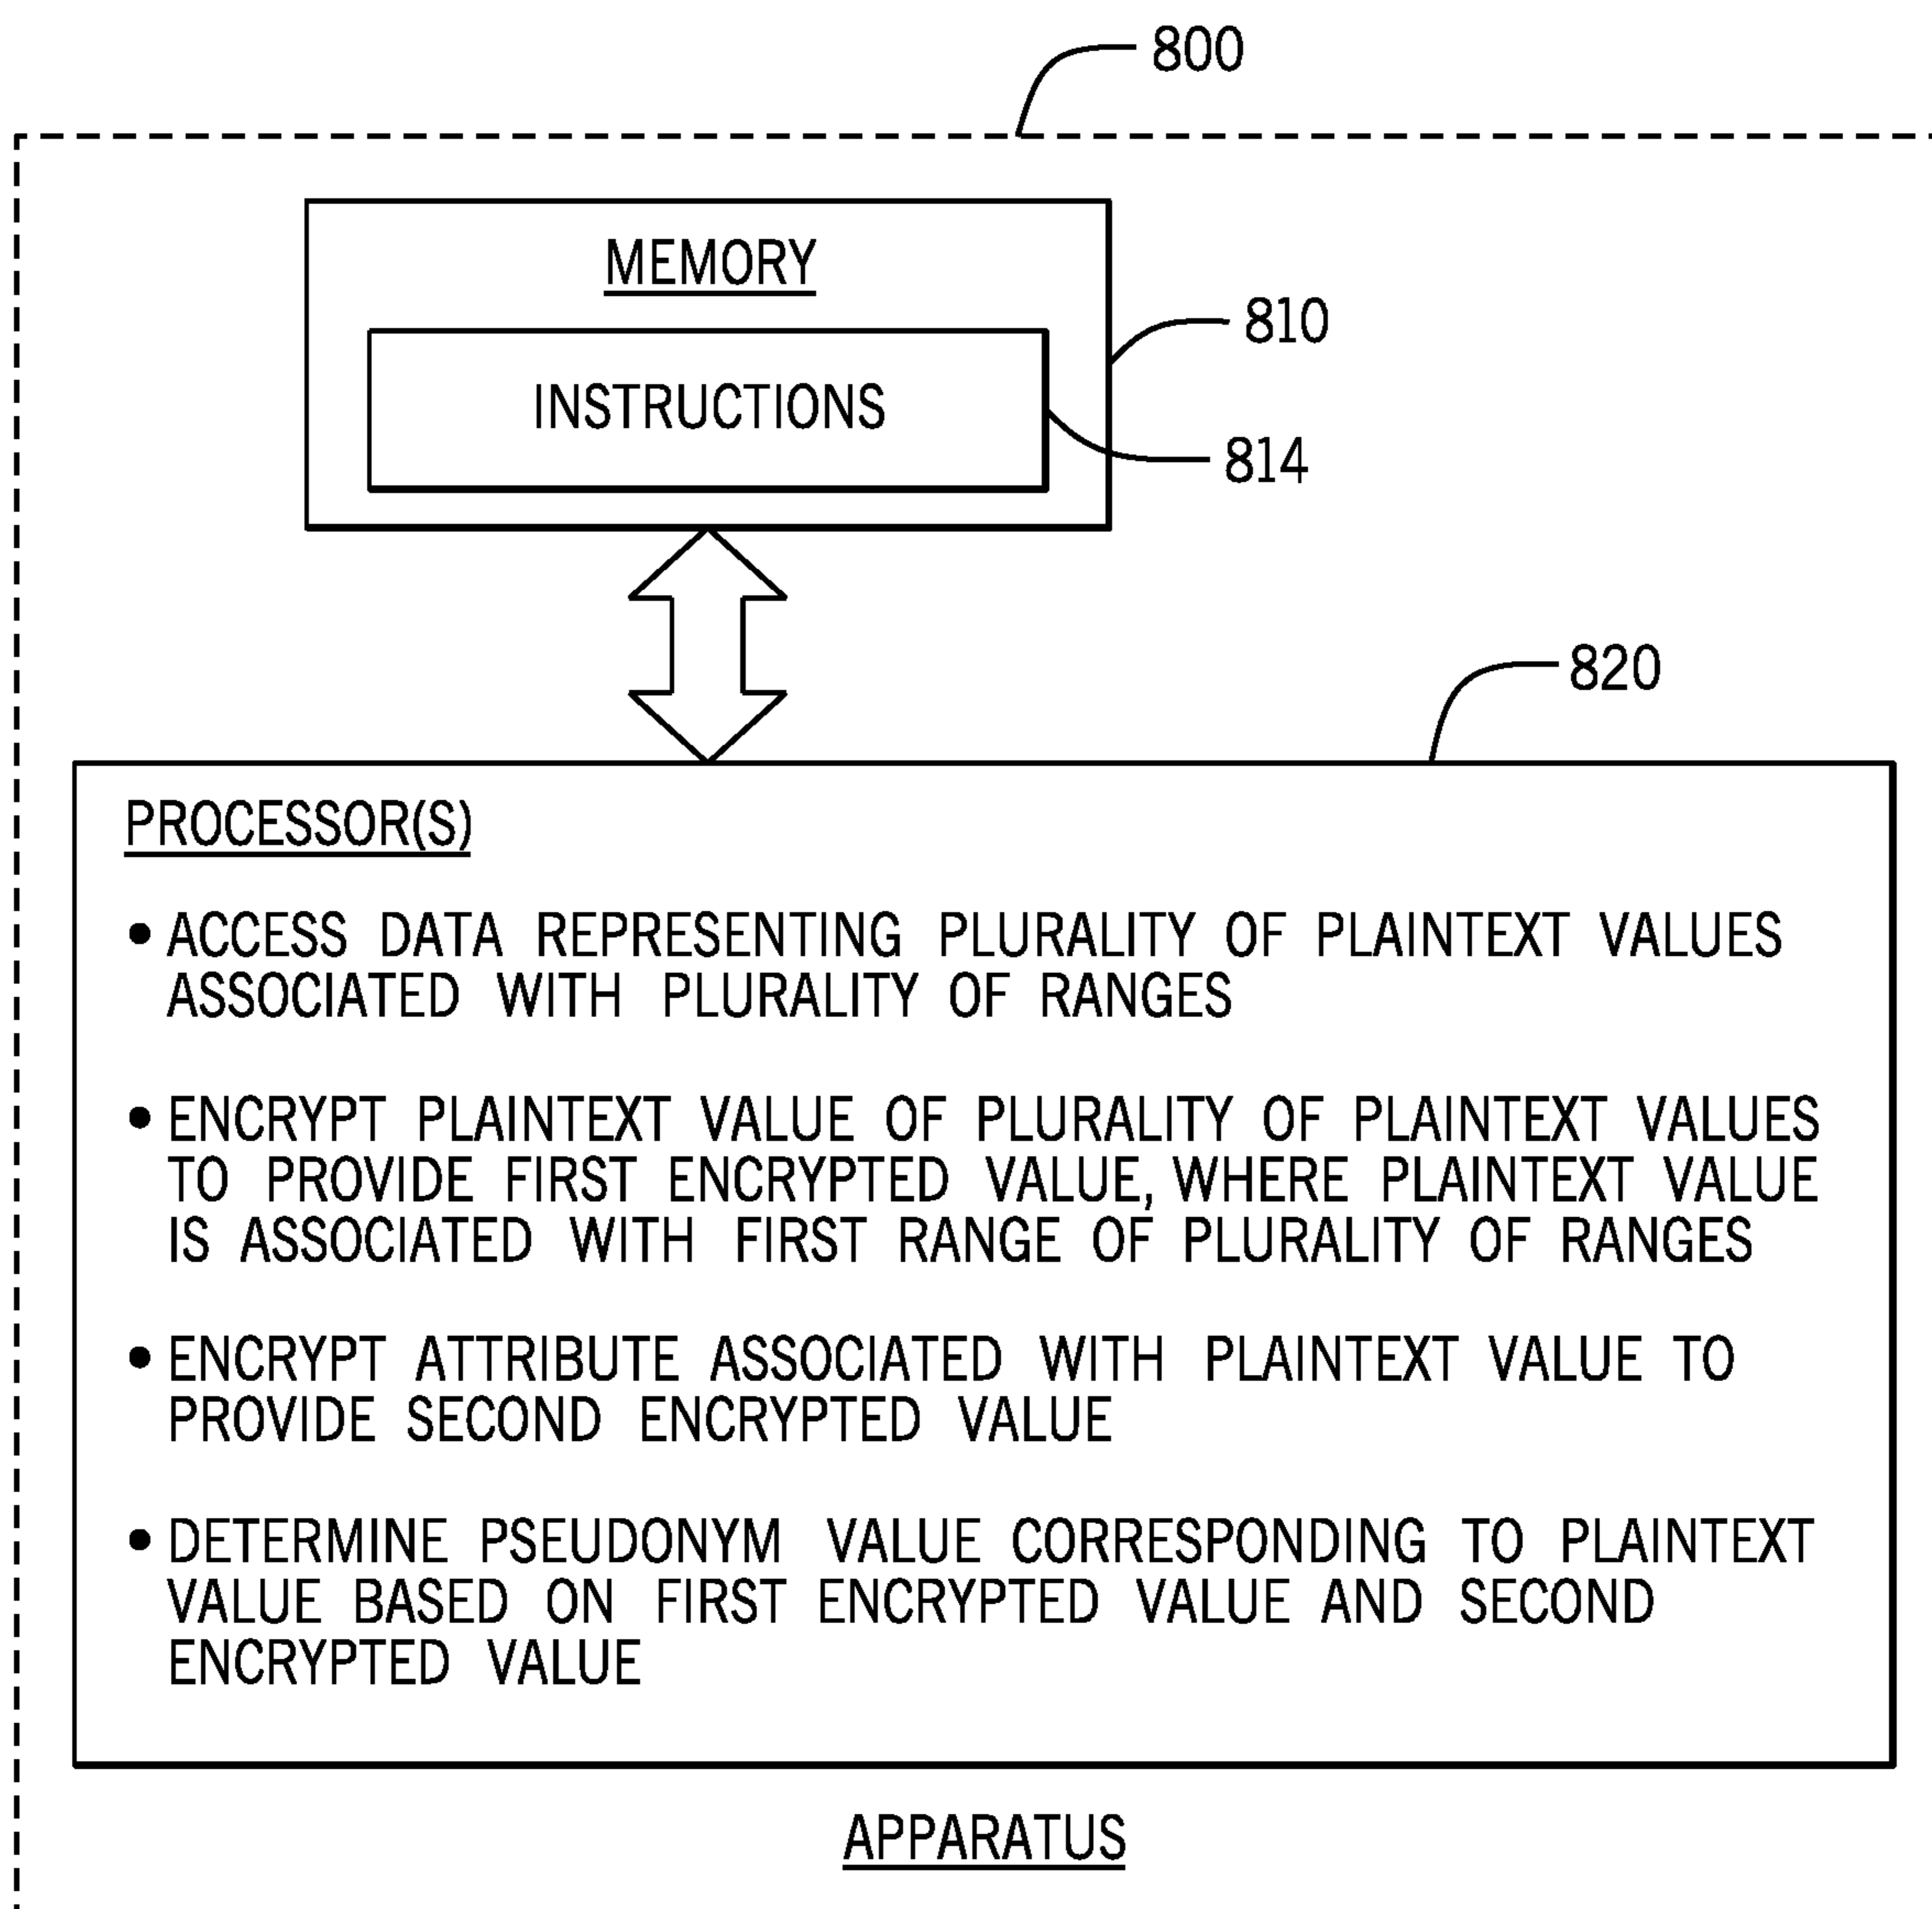 800
MEMORY
810
INSTRUCTIONS
814
820
PROCESSOR(S)
• ACCESS DATA REPRESENTING PLURALITY OF PLAINTEXT VALUES
ASSOCIATED WITH PLURALITY OF RANGES
• ENCRYPT PLAINTEXT VALUE OF PLURALITY OF PLAINTEXT VALUES
TO PROVIDE FIRST ENCRYPTED VALUE, WHERE PLAINTEXT VALUE
IS ASSOCIATED WITH FIRST RANGE OF PLURALITY OF RANGES
• ENCRYPT ATTRIBUTE ASSOCIATED WITH PLAINTEXT VALUE TO
PROVIDE SECOND ENCRYPTED VALUE
• DETERMINE PSEUDONYM VALUE CORRESPONDING TO PLAINTEXT
VALUE BASED ON FIRST ENCRYPTED VALUE AND SECOND
ENCRYPTED VALUE
APPARATUS